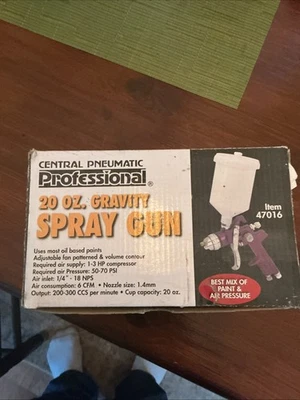 CENTRAL PNEUMATIC
Professional®
20 OZ. GRAVITY
SPRAY GUN
Item
47016
Uses most oil based paints
Adjustable fan patterned & volume contour
Required air supply: 1-3 HP compressor
Required air Pressure: 50-70 PSI
Air inlet: 1/4" - 18 NPS
Air consumption: 6 CFM • Nozzle size: 1.4mm
Output: 200-300 CCS per minute • Cup capacity: 20 oz.
BEST MIX OF
PAINT &
AIR PRESSURE